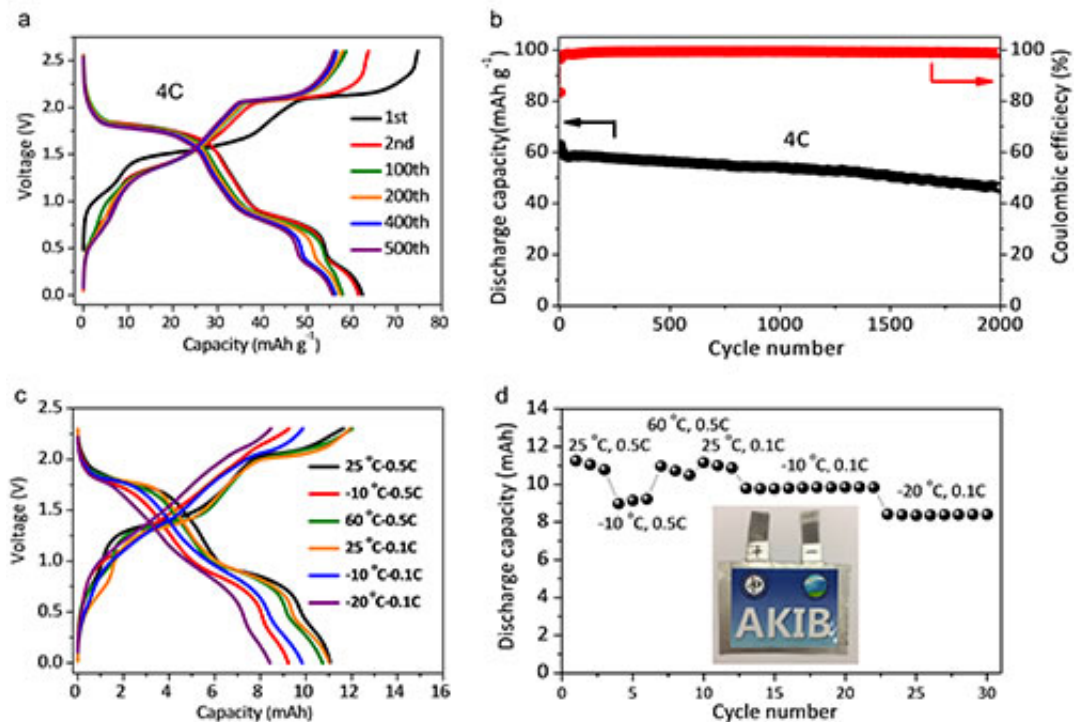 a
4C
2.5
2.0
1.5
1.0
0.5
0.0
Voltage (V)
1st
2nd
100th
200th
400th
500th
0 10 20 30 40 50 60 70 80
Capacity (mAh g⁻¹)
b
100
80
60
40
20
0
Discharge capacity(mAh g⁻¹)
4C
100
80
60
40
20
0
Coulombic efficiecy (%)
0 500 1000 1500 2000
Cycle number
c
2.5
2.0
1.5
1.0
0.5
0.0
Voltage (V)
25 °C-0.5C
-10 °C-0.5C
60 °C-0.5C
25 °C-0.1C
-10 °C-0.1C
-20 °C-0.1C
0 2 4 6 8 10 12 14 16
Capacity (mAh)
d
14
12
10
8
6
4
2
0
Discharge capacity (mAh)
60 °C, 0.5C
25 °C, 0.5C
25 °C, 0.1C
-10 °C, 0.1C
-10 °C, 0.5C
-20 °C, 0.1C
+ −
AKIB
0 5 10 15 20 25 30
Cycle number